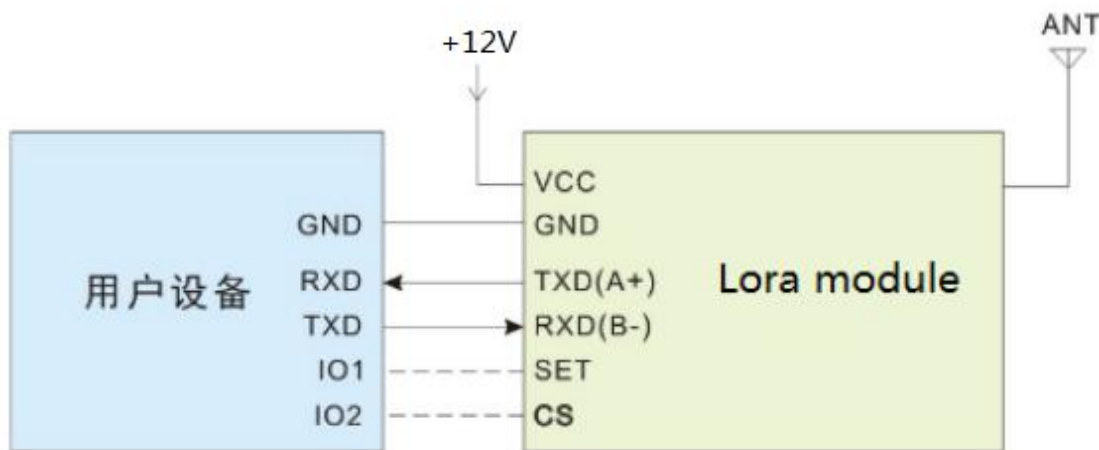 ANT
+12V
VCC
GND
GND
用户设备
RXD
TXD(A+)
Lora module
TXD
RXD(B-)
IO1
SET
IO2
CS